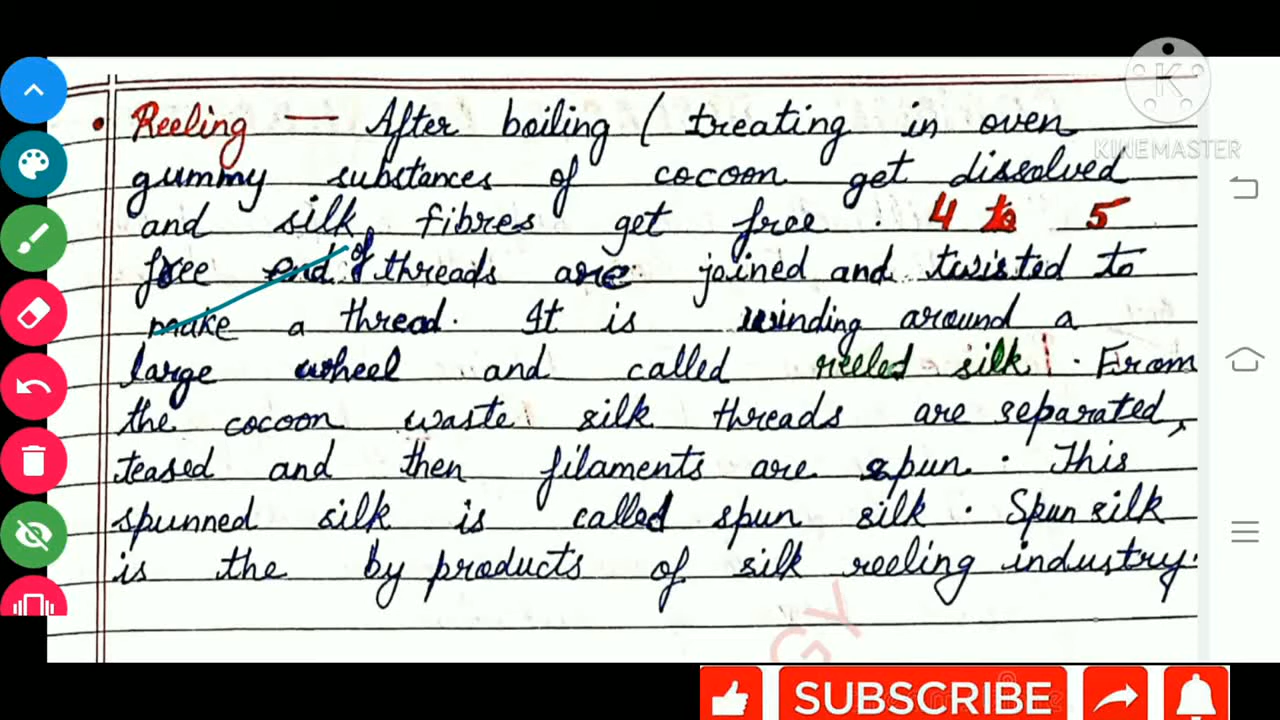 • Reeling — After boiling ( treating in oven
gummy substances of cocoon get dissolved
and silk fibres get free . 4 to 5
free end of threads are joined and twisted to
make a thread. It is winding around a
large wheel and called reeled silk . From
the cocoon waste silk threads are separated,
teased and then filaments are spun . This
spunned silk is called spun silk . Spun silk
is the by products of silk reeling industry.
K
KINEMASTER
GY
SUBSCRIBE